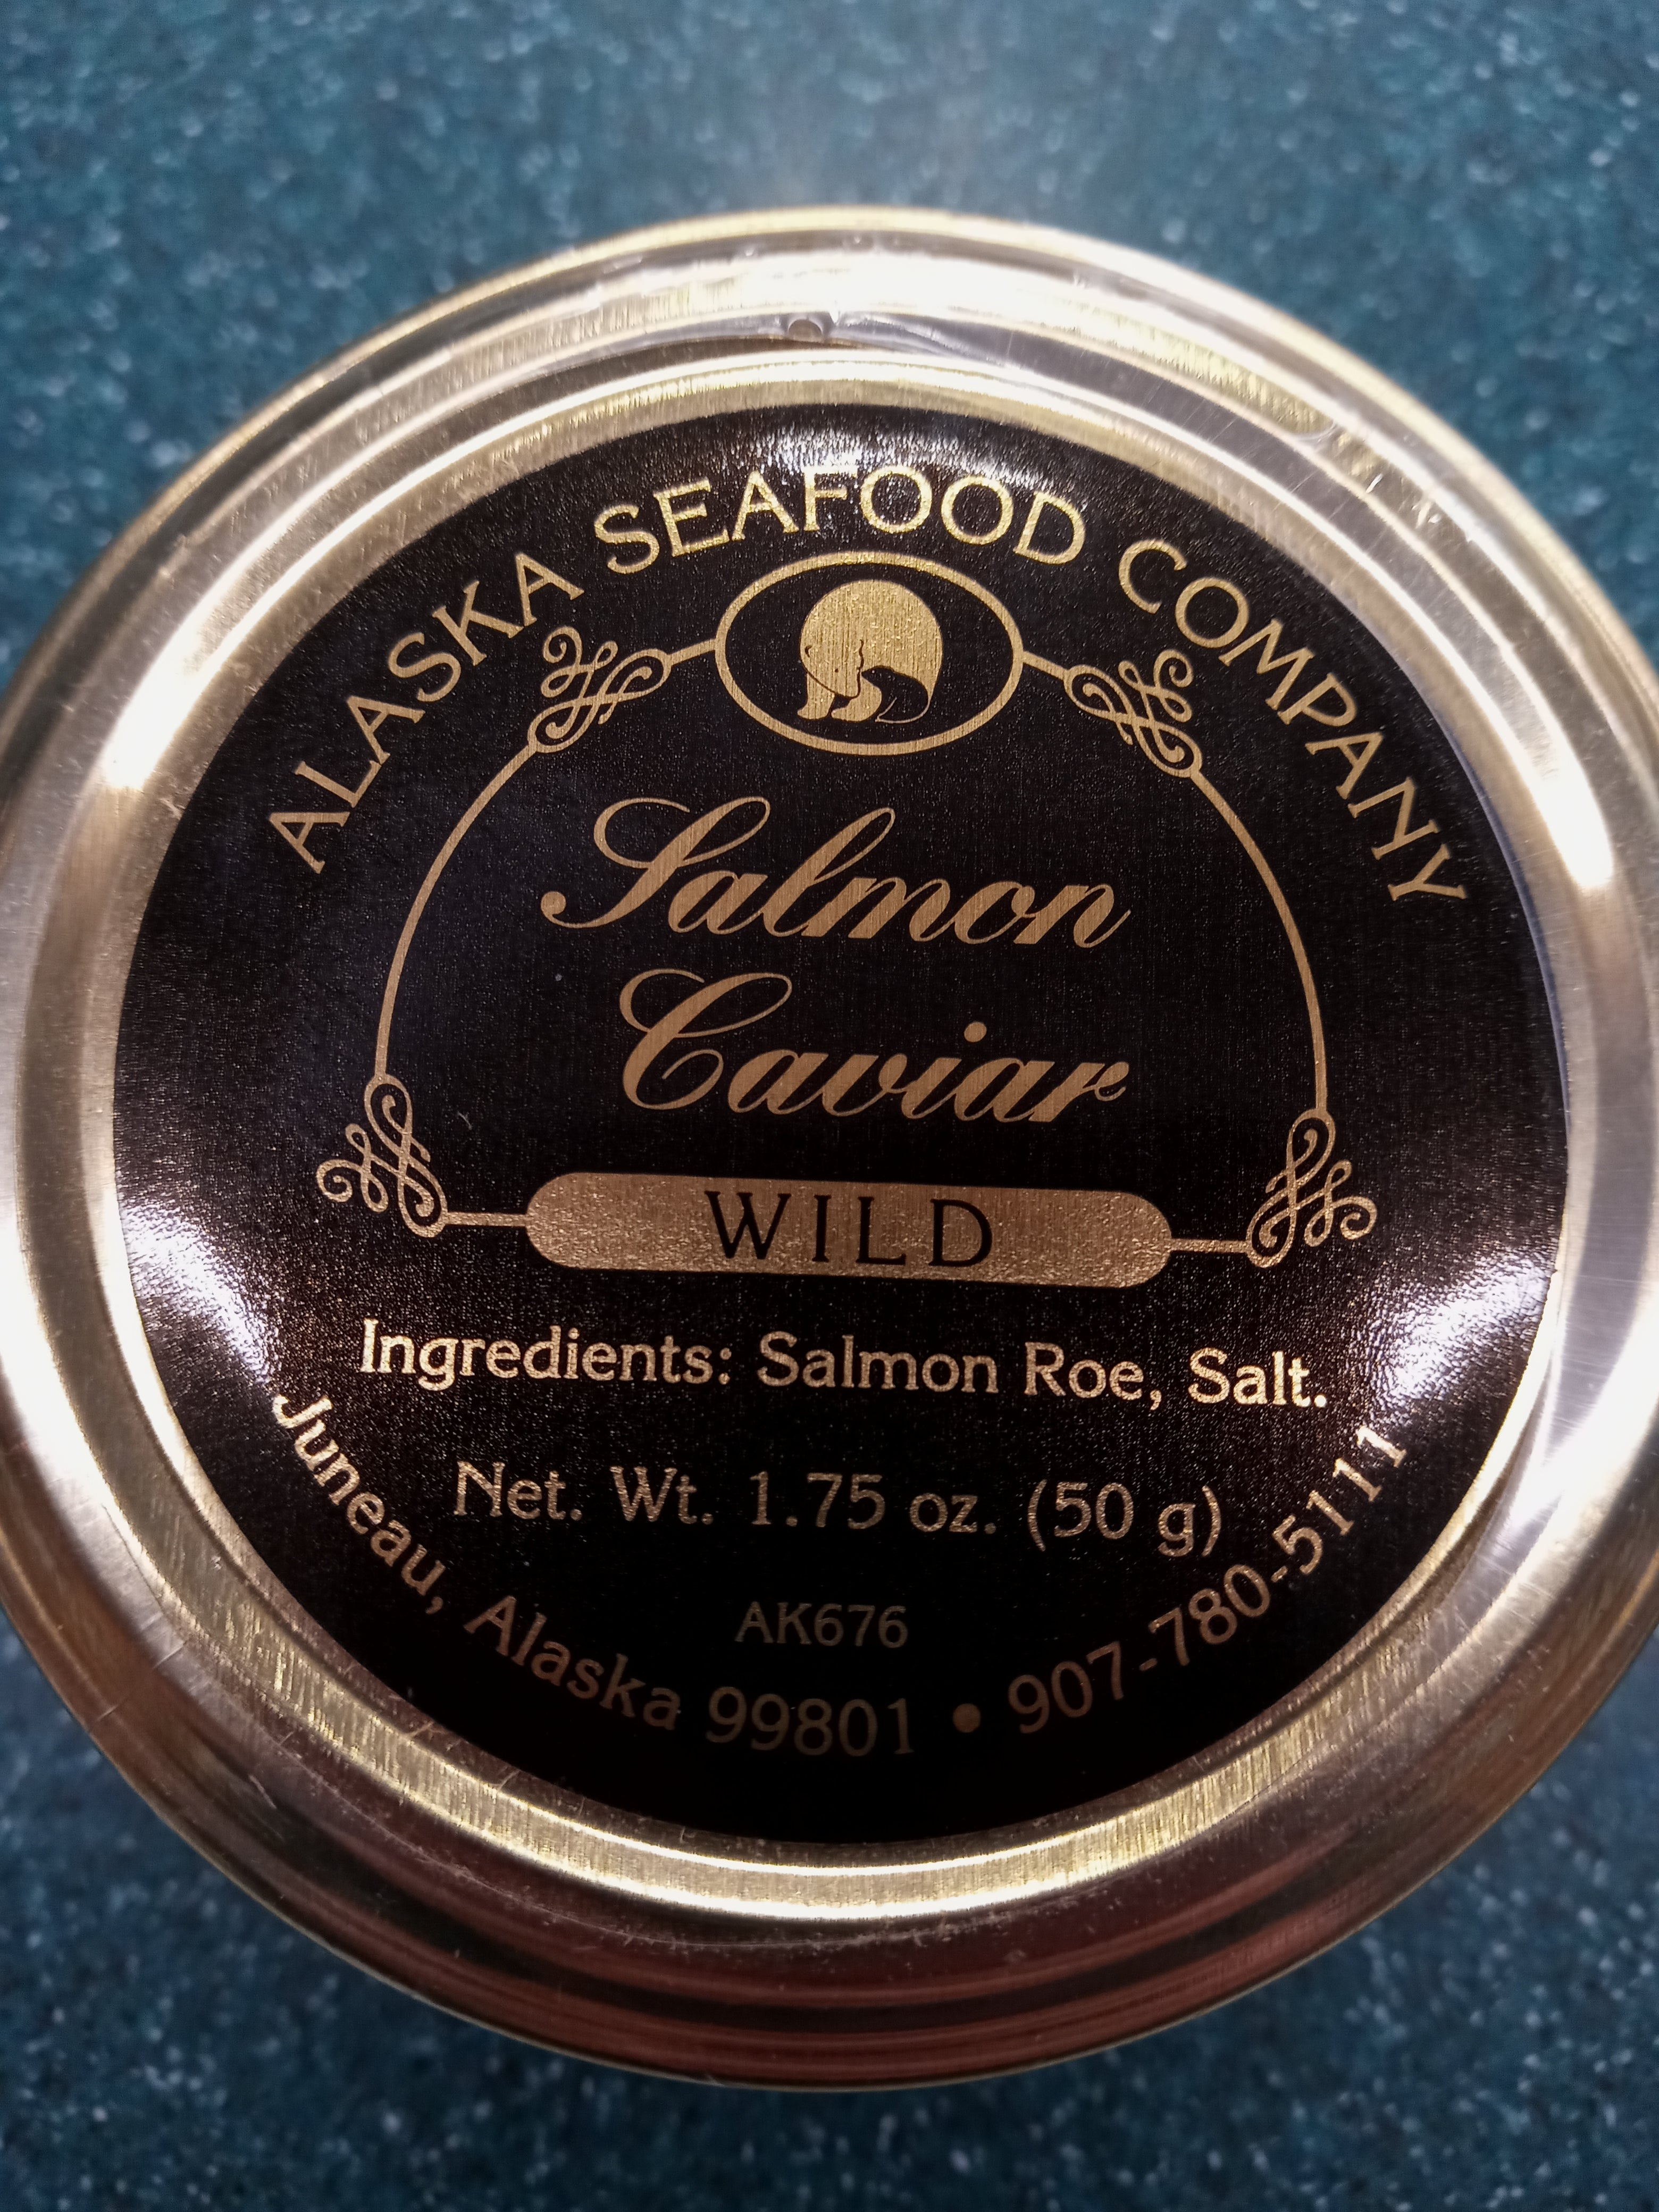 ALASKA SEAFOOD COMPANY
Salmon
Caviar
WILD
Ingredients: Salmon Roe, Salt.
Net. Wt. 1.75 oz. (50 g)
AK676
Juneau, Alaska 99801 • 907-780-5111